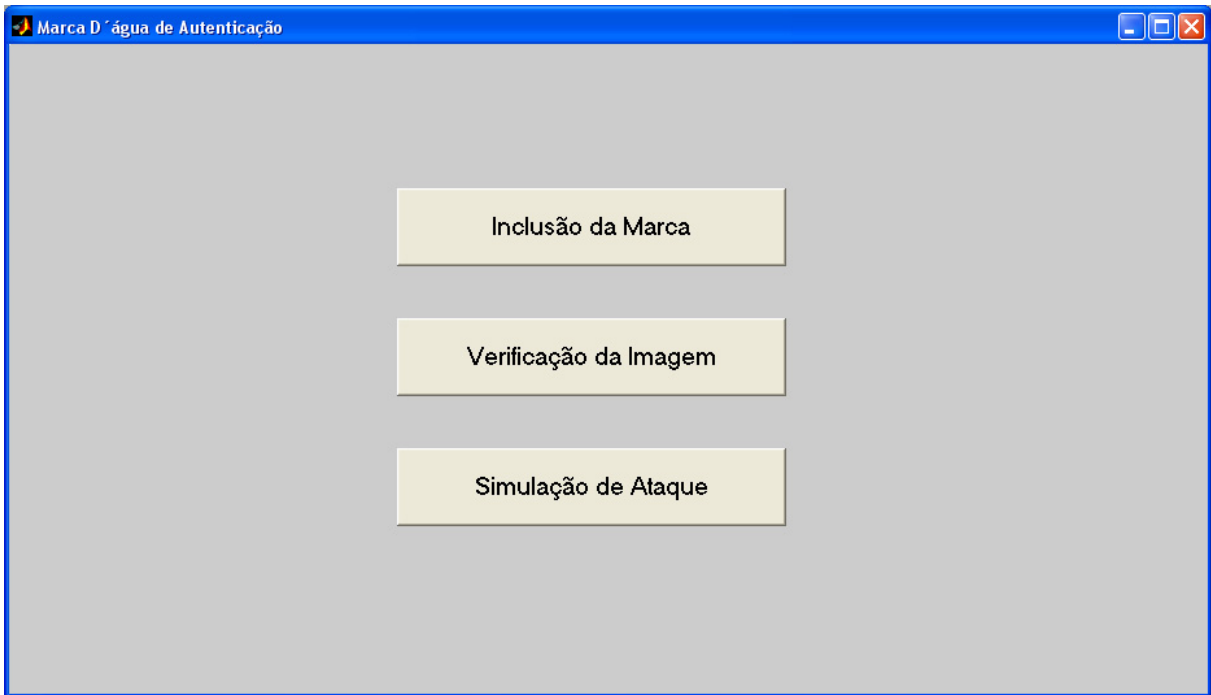 Marca D´água de Autenticação
Inclusão da Marca
Verificação da Imagem
Simulação de Ataque